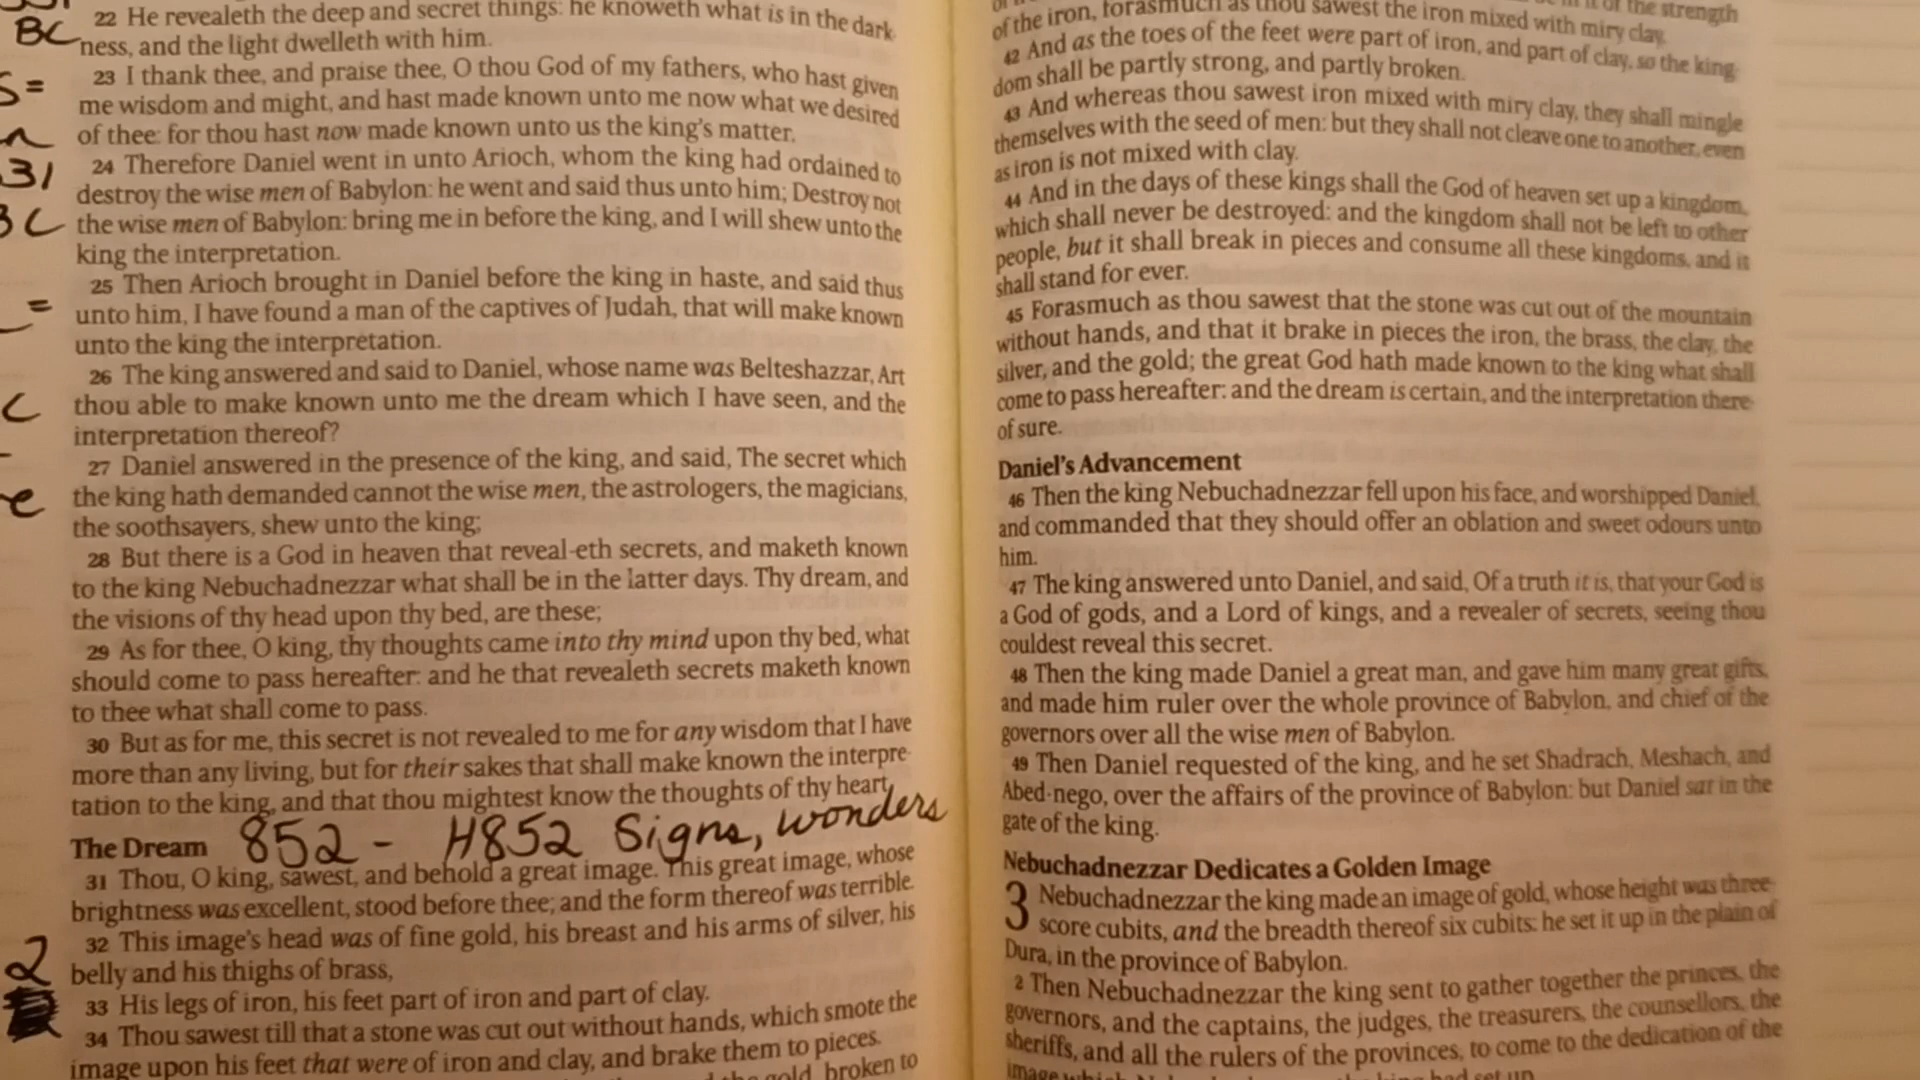 BC
S=
31
BC
=
C
e
2
22 He revealeth the deep and secret things: he knoweth what is in the dark-
ness, and the light dwelleth with him.
23 I thank thee, and praise thee, O thou God of my fathers, who hast given
me wisdom and might, and hast made known unto me now what we desired
of thee: for thou hast now made known unto us the king's matter.
24 Therefore Daniel went in unto Arioch, whom the king had ordained to
destroy the wise men of Babylon: he went and said thus unto him; Destroy not
the wise men of Babylon: bring me in before the king, and I will shew unto the
king the interpretation.
25 Then Arioch brought in Daniel before the king in haste, and said thus
unto him, I have found a man of the captives of Judah, that will make known
unto the king the interpretation.
26 The king answered and said to Daniel, whose name was Belteshazzar, Art
thou able to make known unto me the dream which I have seen, and the
interpretation thereof?
27 Daniel answered in the presence of the king, and said, The secret which
the king hath demanded cannot the wise men, the astrologers, the magicians,
the soothsayers, shew unto the king;
28 But there is a God in heaven that reveal-eth secrets, and maketh known
to the king Nebuchadnezzar what shall be in the latter days. Thy dream, and
the visions of thy head upon thy bed, are these;
29 As for thee, O king, thy thoughts came into thy mind upon thy bed, what
should come to pass hereafter: and he that revealeth secrets maketh known
to thee what shall come to pass.
30 But as for me, this secret is not revealed to me for any wisdom that I have
more than any living, but for their sakes that shall make known the interpre-
tation to the king, and that thou mightest know the thoughts of thy heart.
The Dream 852 - H852 Signs, wonders
31 Thou, O king, sawest, and behold a great image. This great image, whose
brightness was excellent, stood before thee; and the form thereof was terrible.
32 This image's head was of fine gold, his breast and his arms of silver, his
belly and his thighs of brass,
33 His legs of iron, his feet part of iron and part of clay.
34 Thou sawest till that a stone was cut out without hands, which smote the
image upon his feet that were of iron and clay, and brake them to pieces.
gold, broken to
of the strength
of the iron, forasmuch as thou sawest the iron mixed with miry clay.
42 And as the toes of the feet were part of iron, and part of clay, so the king-
dom shall be partly strong, and partly broken.
43 And whereas thou sawest iron mixed with miry clay, they shall mingle
themselves with the seed of men: but they shall not cleave one to another, even
as iron is not mixed with clay.
44 And in the days of these kings shall the God of heaven set up a kingdom,
which shall never be destroyed: and the kingdom shall not be left to other
people, but it shall break in pieces and consume all these kingdoms, and it
shall stand for ever.
45 Forasmuch as thou sawest that the stone was cut out of the mountain
without hands, and that it brake in pieces the iron, the brass, the clay, the
silver, and the gold; the great God hath made known to the king what shall
come to pass hereafter: and the dream is certain, and the interpretation there-
of sure.
Daniel's Advancement
46 Then the king Nebuchadnezzar fell upon his face, and worshipped Daniel,
and commanded that they should offer an oblation and sweet odours unto
him.
47 The king answered unto Daniel, and said, Of a truth it is, that your God is
a God of gods, and a Lord of kings, and a revealer of secrets, seeing thou
couldest reveal this secret.
48 Then the king made Daniel a great man, and gave him many great gifts,
and made him ruler over the whole province of Babylon, and chief of the
governors over all the wise men of Babylon.
49 Then Daniel requested of the king, and he set Shadrach, Meshach, and
Abed-nego, over the affairs of the province of Babylon: but Daniel sat in the
gate of the king.
Nebuchadnezzar Dedicates a Golden Image
3 Nebuchadnezzar the king made an image of gold, whose height was three-
score cubits, and the breadth thereof six cubits: he set it up in the plain of
Dura, in the province of Babylon.
2 Then Nebuchadnezzar the king sent to gather together the princes, the
governors, and the captains, the judges, the treasurers, the counsellors, the
sheriffs, and all the rulers of the provinces, to come to the dedication of the
image which